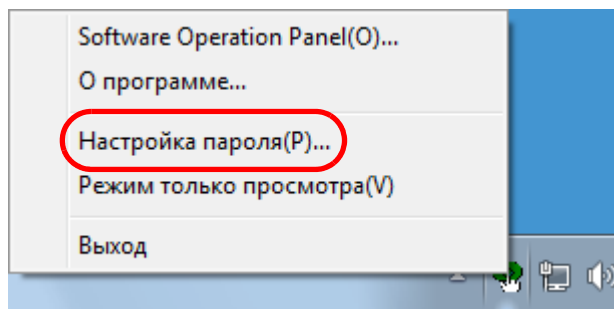 Software Operation Panel(O)...
О программе...
Настройка пароля(P)...
Режим только просмотра(V)
Выход